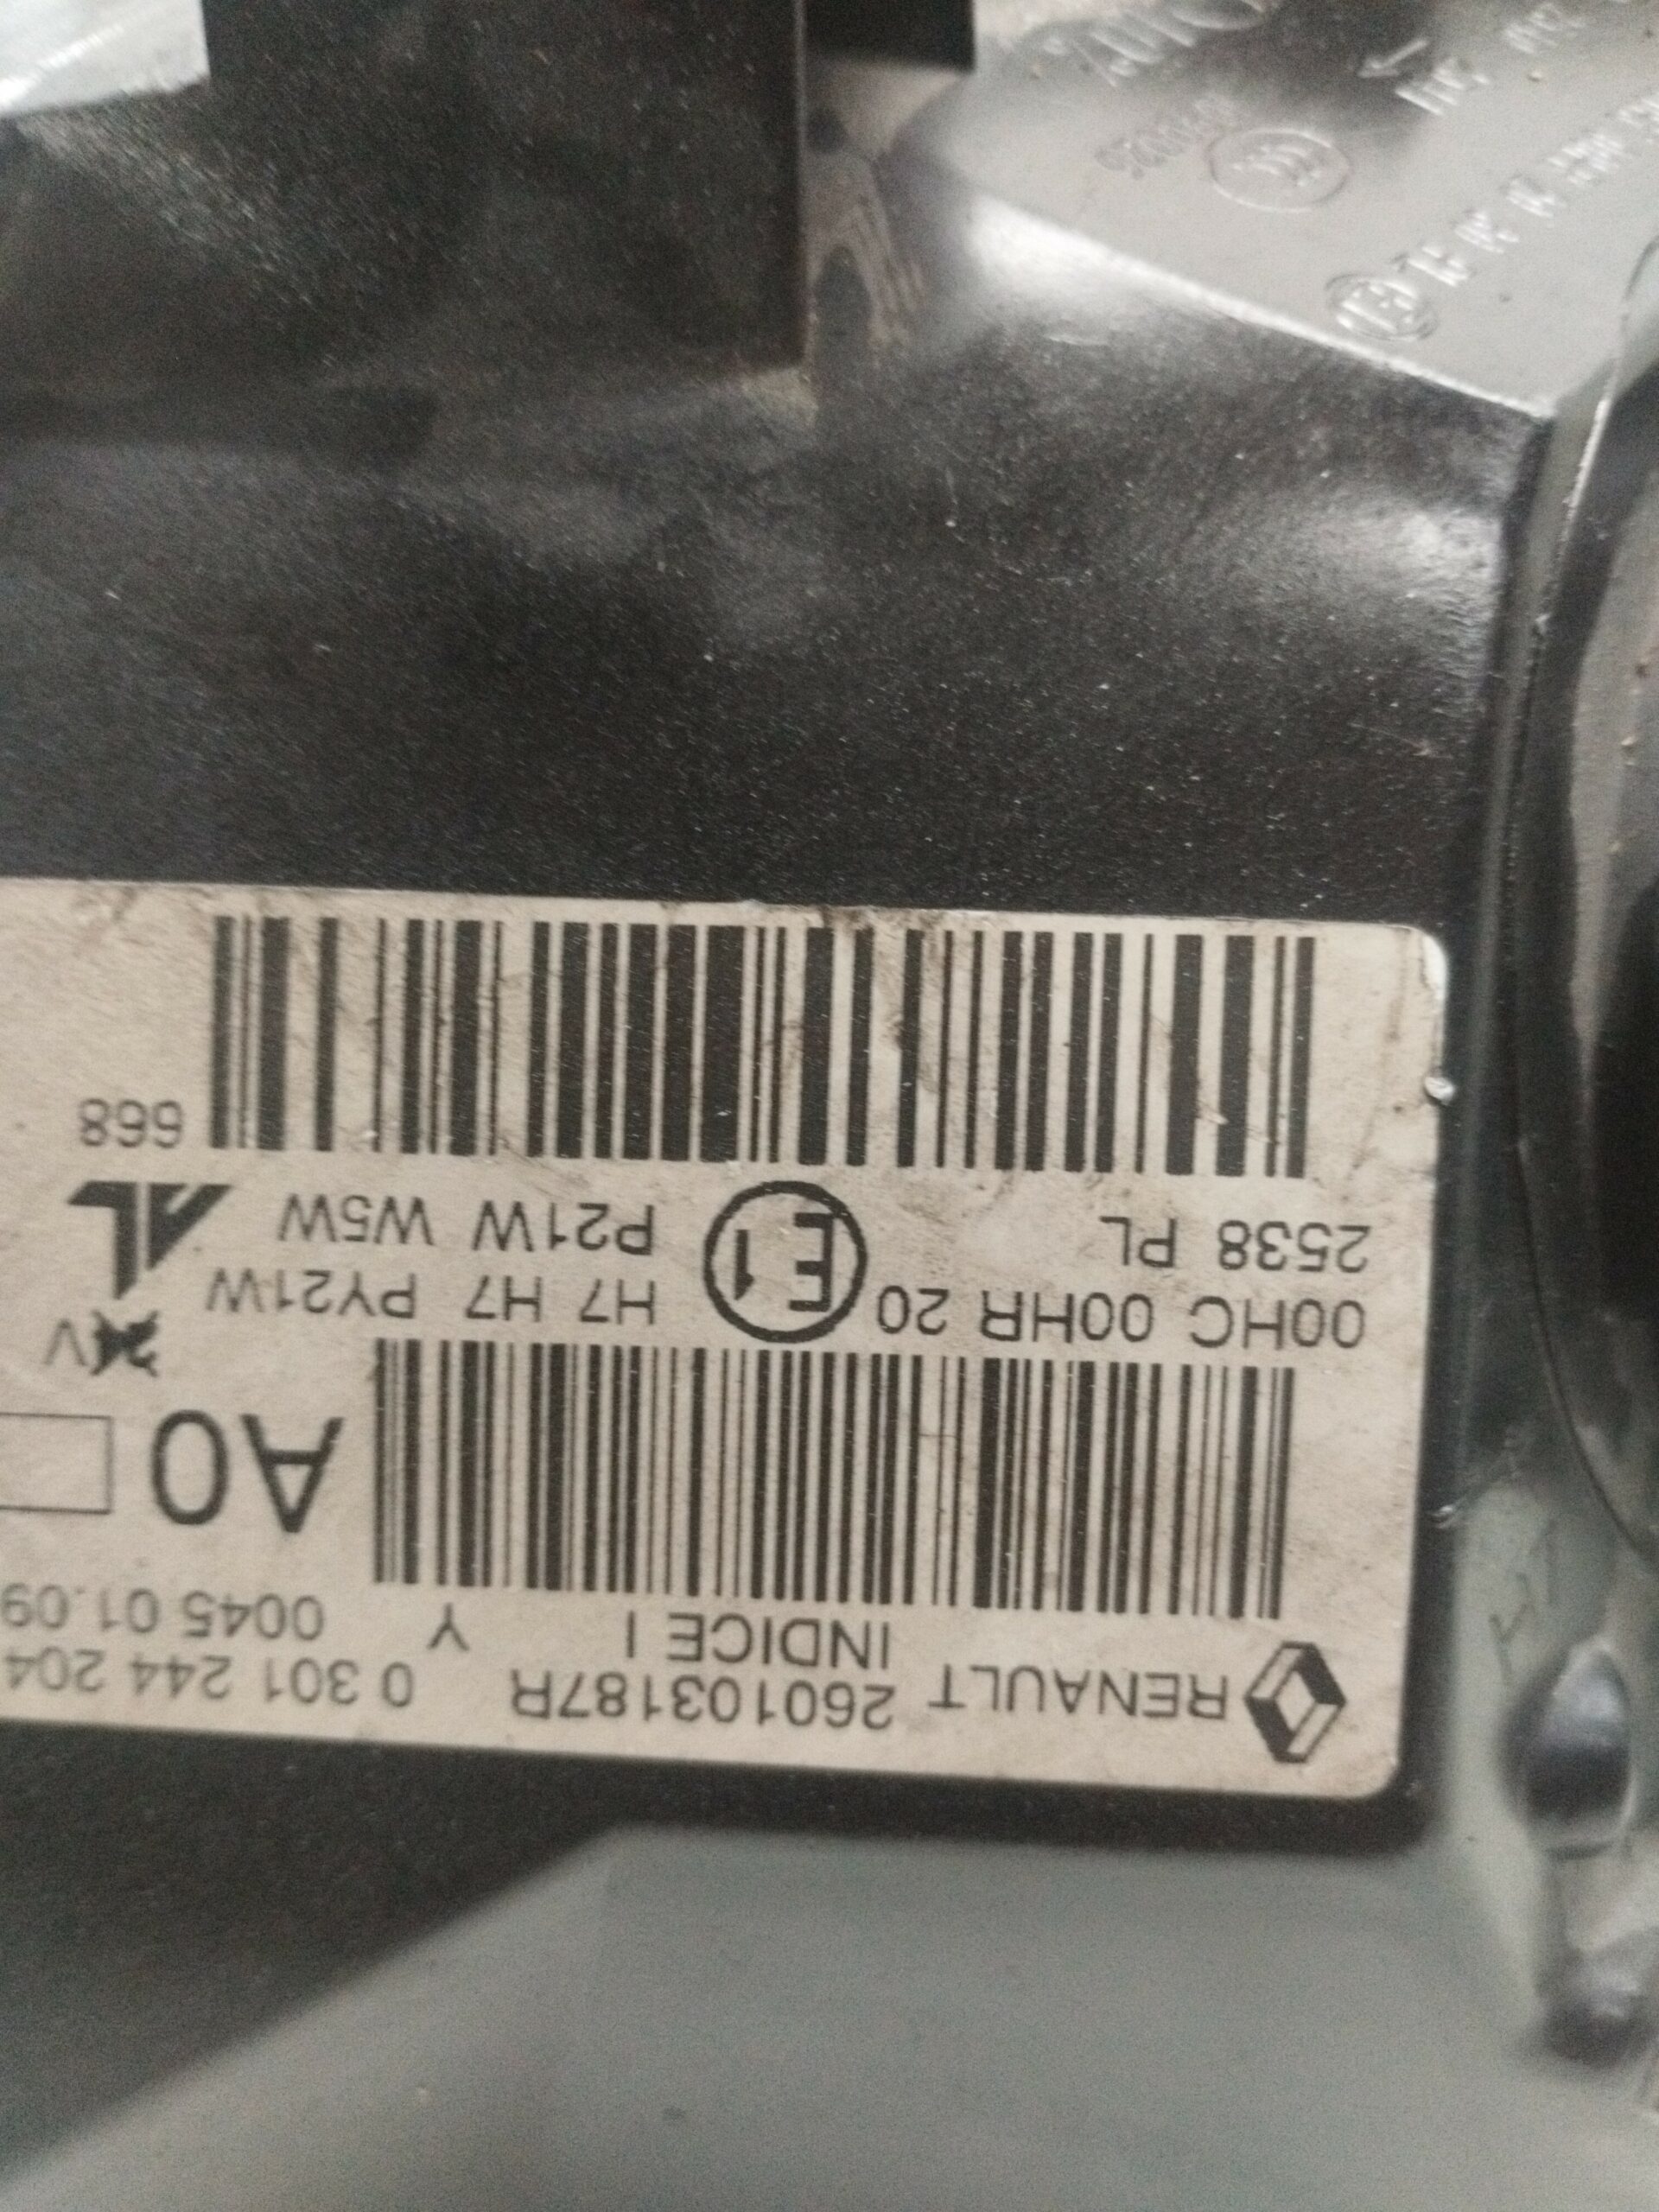 RENAULT 260103187R 0 301 244 204
INDICE I Y 0045 01.09
A0
00HC 00HR 20 E1 H7 H7 PY21W
2538 PL P21W W5W AL
668